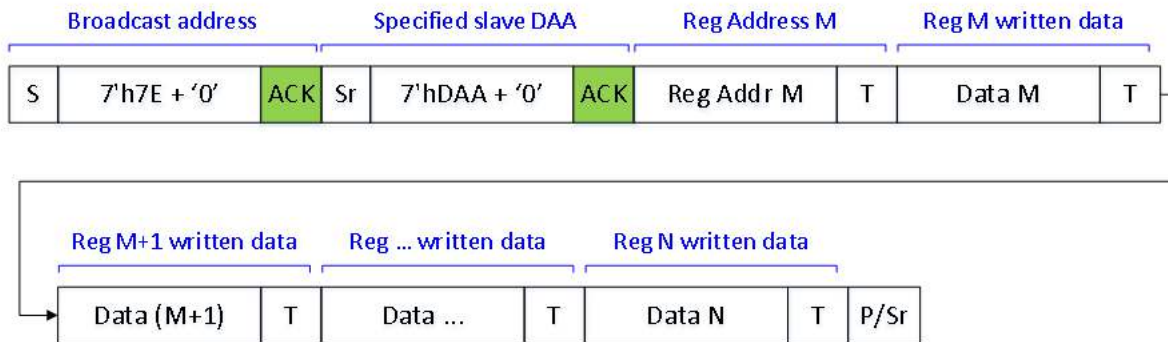 Broadcast address Specified slave DAA Reg Address M Reg M written data
S 7'h7E + ‘0’ ACK Sr 7'hDAA + ‘0’ ACK Reg Addr M T Data M T
Reg M+1 written data Reg ... written data Reg N written data
Data (M+1) T Data ... T Data N T P/Sr